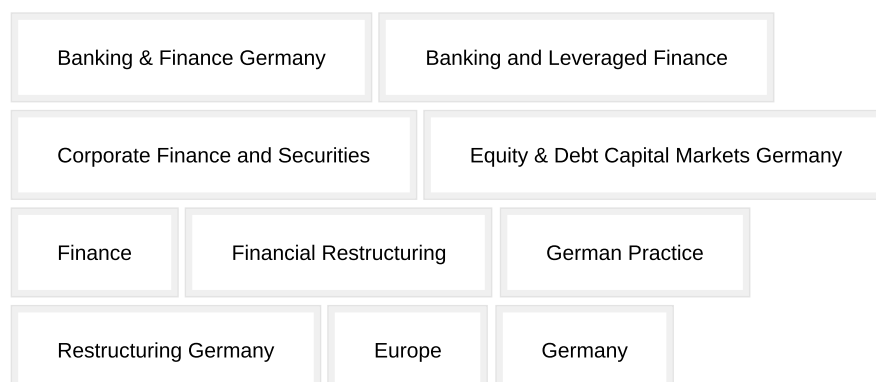 Banking & Finance Germany
Banking and Leveraged Finance
Corporate Finance and Securities
Equity & Debt Capital Markets Germany
Finance
Financial Restructuring
German Practice
Restructuring Germany
Europe
Germany